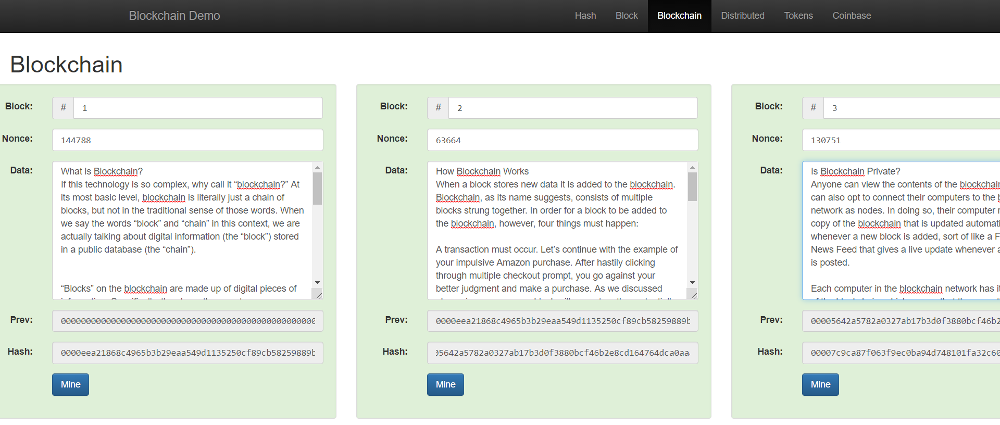 Blockchain Demo
Hash Block Blockchain Distributed Tokens Coinbase
Blockchain
Block: # 1
Nonce: 144788
Data: What is Blockchain?
If this technology is so complex, why call it “blockchain?” At
its most basic level, blockchain is literally just a chain of
blocks, but not in the traditional sense of those words. When
we say the words “block” and “chain” in this context, we are
actually talking about digital information (the “block”) stored
in a public database (the “chain”).
“Blocks” on the blockchain are made up of digital pieces of
Prev: 0000000000000000000000000000000000000000000000000000
Hash: 0000eea21868c4965b3b29eaa549d1135250cf89cb58259889b
Mine
Block: # 2
Nonce: 63664
Data: How Blockchain Works
When a block stores new data it is added to the blockchain.
Blockchain, as its name suggests, consists of multiple
blocks strung together. In order for a block to be added to
the blockchain, however, four things must happen:
A transaction must occur. Let’s continue with the example of
your impulsive Amazon purchase. After hastily clicking
through multiple checkout prompt, you go against your
better judgment and make a purchase. As we discussed
Prev: 0000eea21868c4965b3b29eaa549d1135250cf89cb58259889b
Hash: 05642a5782a0327ab17b3d0f3880bcf46b2e8cd164764dca0aa
Mine
Block: # 3
Nonce: 130751
Data: Is Blockchain Private?
Anyone can view the contents of the blockchain
can also opt to connect their computers to the
network as nodes. In doing so, their computer
copy of the blockchain that is updated
whenever a new block is added, sort of like a
News Feed that gives a live update whenever
is posted.
Each computer in the blockchain network has
Prev: 00005642a5782a0327ab17b3d0f3880bcf46b2
Hash: 00007c9ca87f063f9ec0ba94d748101fa32c60
Mine